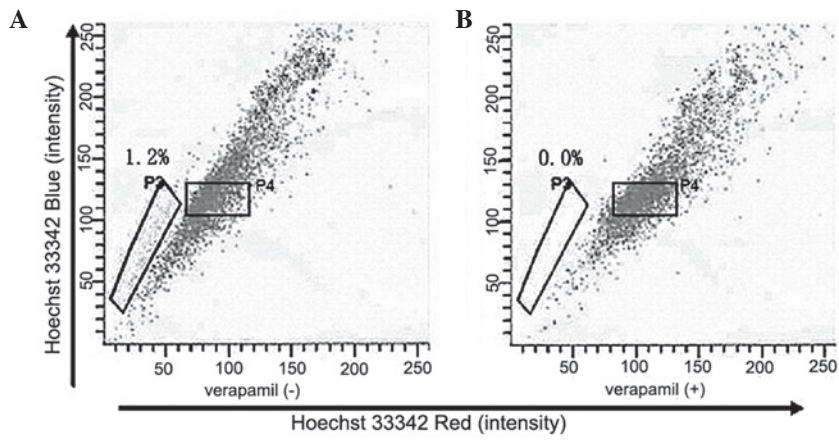 A
B
Hoechst 33342 Blue (intensity)
250
200
150
100
50
1.2%
P3
P4
50
100
150
200
250
verapamil (-)
250
200
150
100
50
0.0%
P3
P4
50
100
150
200
250
verapamil (+)
Hoechst 33342 Red (intensity)